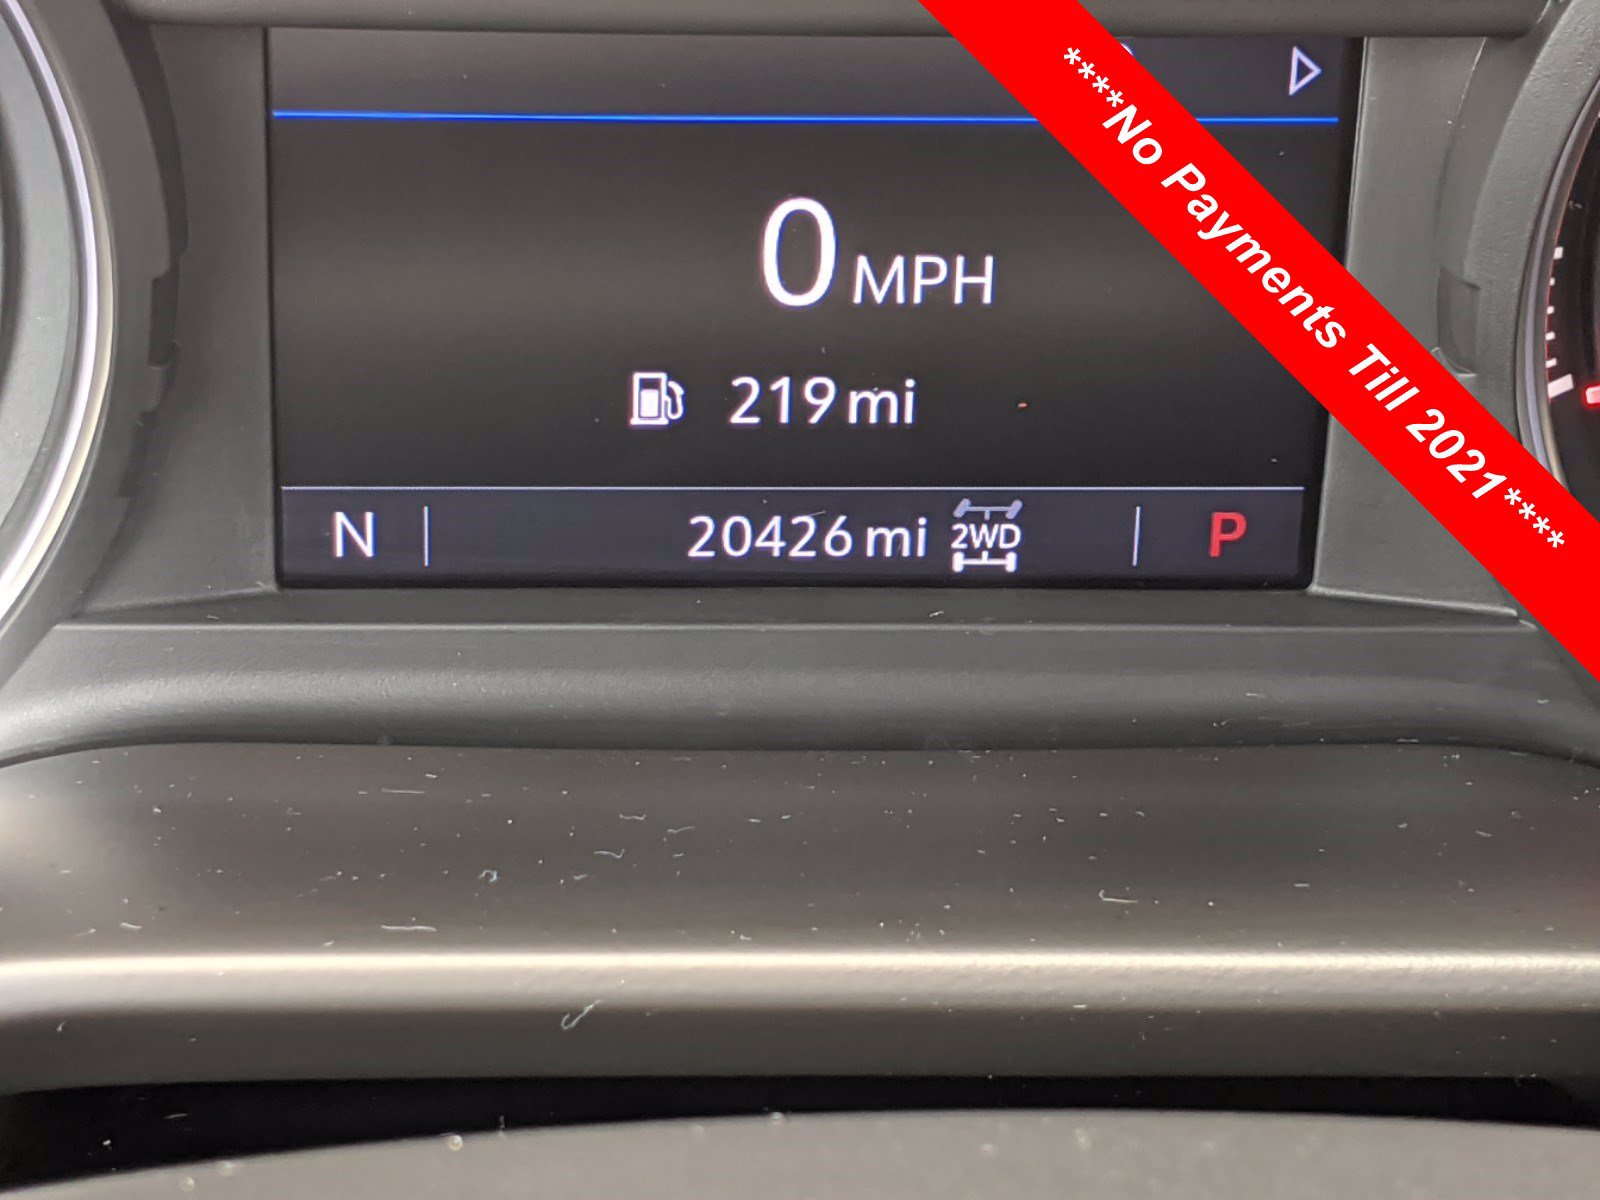 0 MPH
219 mi
N 20426 mi 2WD P
****No Payments Till 2021****